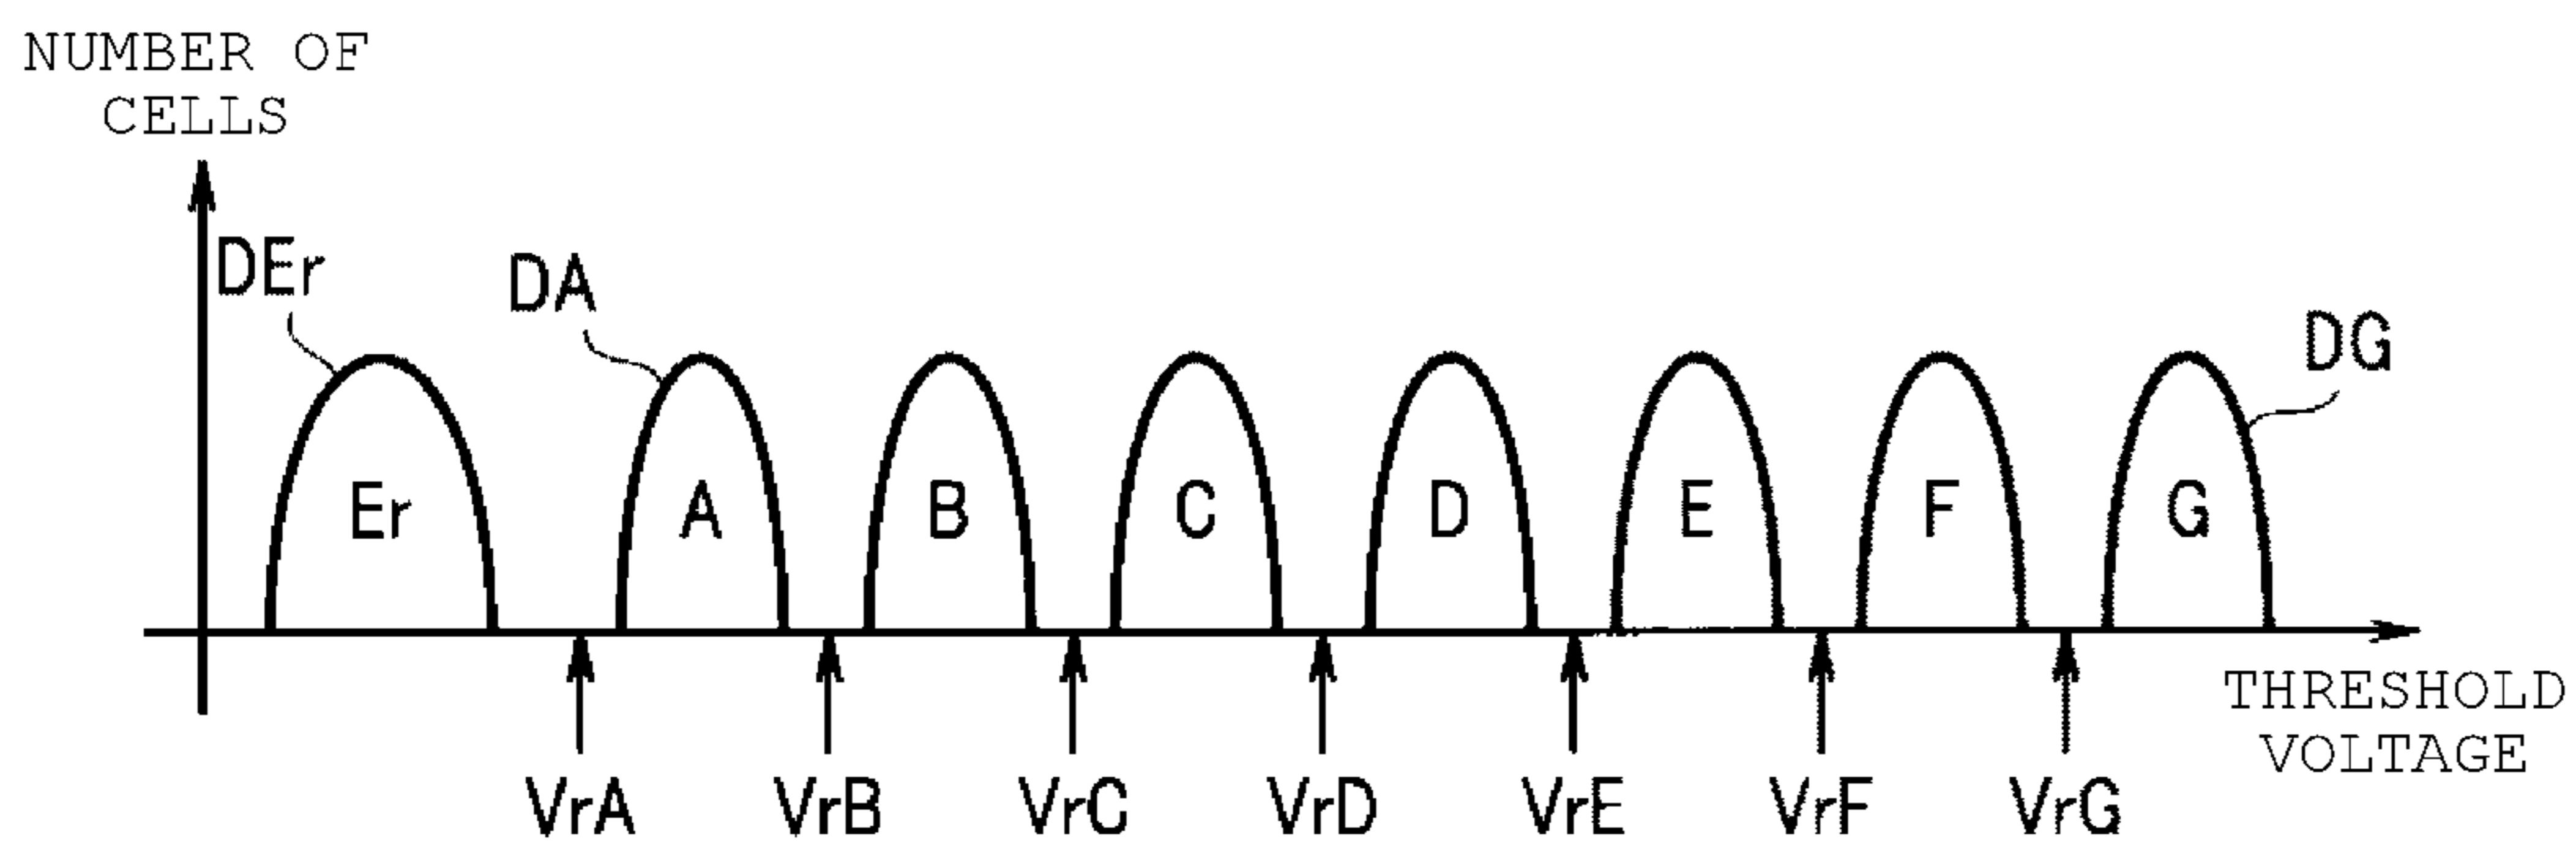 NUMBER OF
CELLS
DEr
DA
DG
Er
A
B
C
D
E
F
G
THRESHOLD
VOLTAGE
VrA
VrB
VrC
VrD
VrE
VrF
VrG